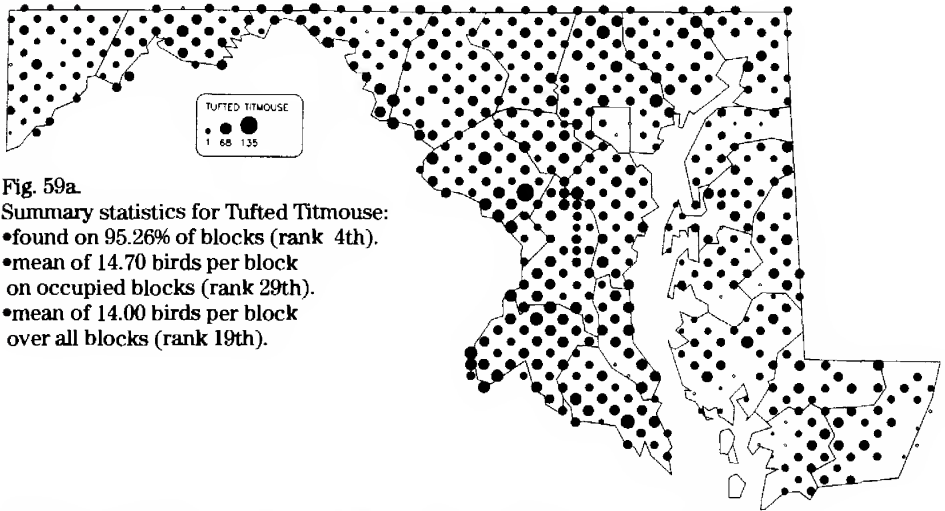 TUFTED TITMOUSE
1 68 135
Fig. 59a.
Summary statistics for Tufted Titmouse:
•found on 95.26% of blocks (rank 4th).
•mean of 14.70 birds per block
on occupied blocks (rank 29th).
•mean of 14.00 birds per block
over all blocks (rank 19th).